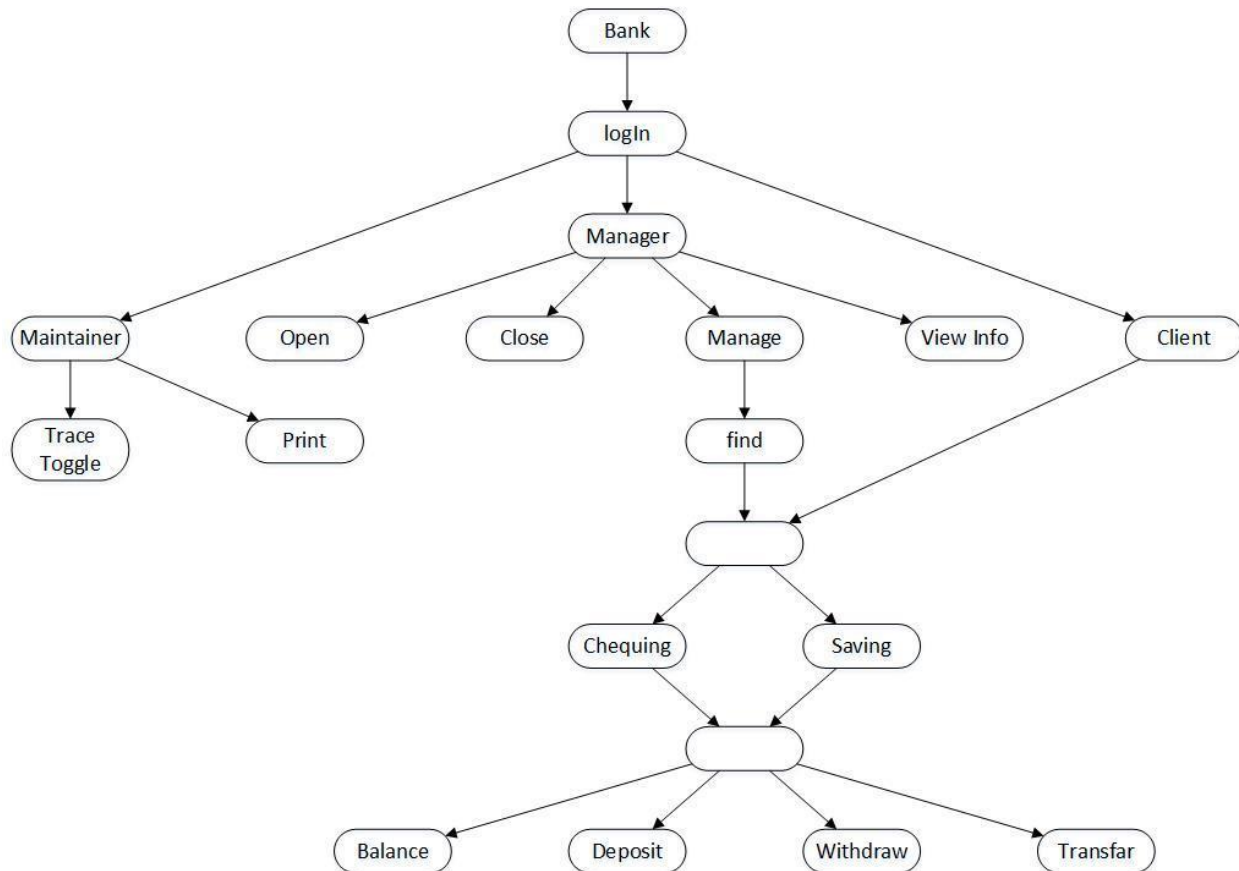 Bank
logIn
Manager
Maintainer
Open
Close
Manage
View Info
Client
Trace
Toggle
Print
find
Chequing
Saving
Balance
Deposit
Withdraw
Transfar